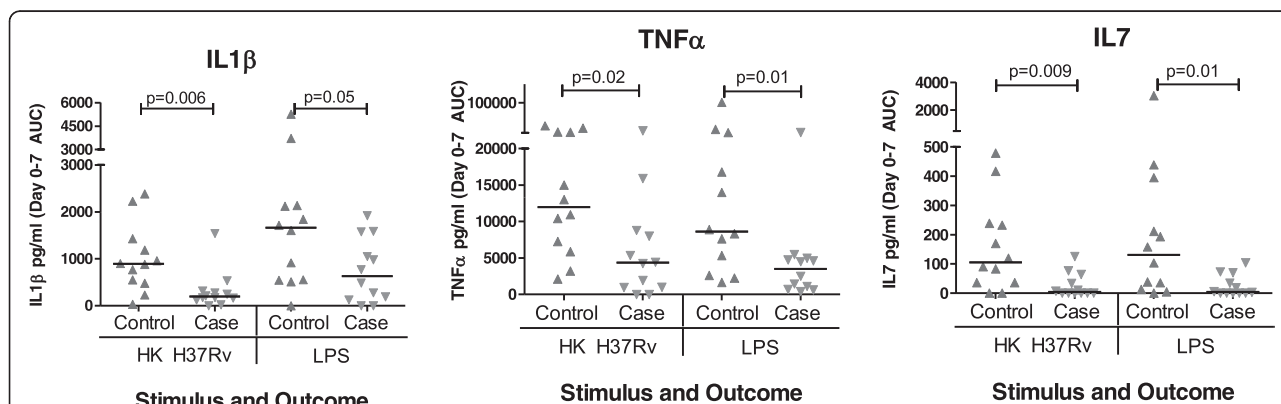 IL1β
p=0.006
p=0.05
IL1β pg/ml (Day 0-7 AUC)
6000
4500
3000
3000
2000
1000
0
Control
Case
Control
Case
HK H37Rv
LPS
Stimulus and Outcome
TNFα
p=0.02
p=0.01
TNFα pg/ml (Day 0-7 AUC)
100000
20000
15000
10000
5000
0
Control
Case
Control
Case
HK H37Rv
LPS
Stimulus and Outcome
IL7
p=0.009
p=0.01
IL7 pg/ml (Day 0-7 AUC)
4000
2000
500
400
300
200
100
0
Control
Case
Control
Case
HK H37Rv
LPS
Stimulus and Outcome